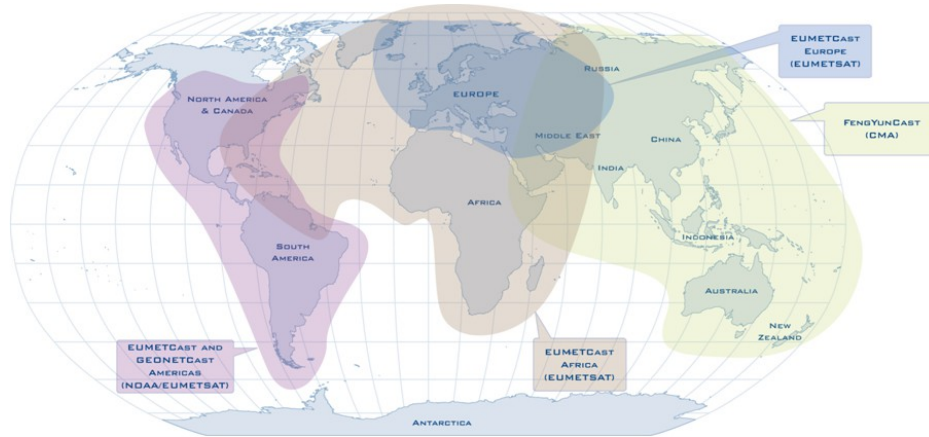 EUMETCast
Europe
(EUMETSAT)
Russia
North America
& Canada
Europe
FengYunCast
(CMA)
Middle East
China
India
Africa
Indonesia
South
America
Australia
New
Zealand
EUMETCast and
GEONETCast
Americas
(NOAA/EUMETSAT)
EUMETCast
Africa
(EUMETSAT)
Antarctica